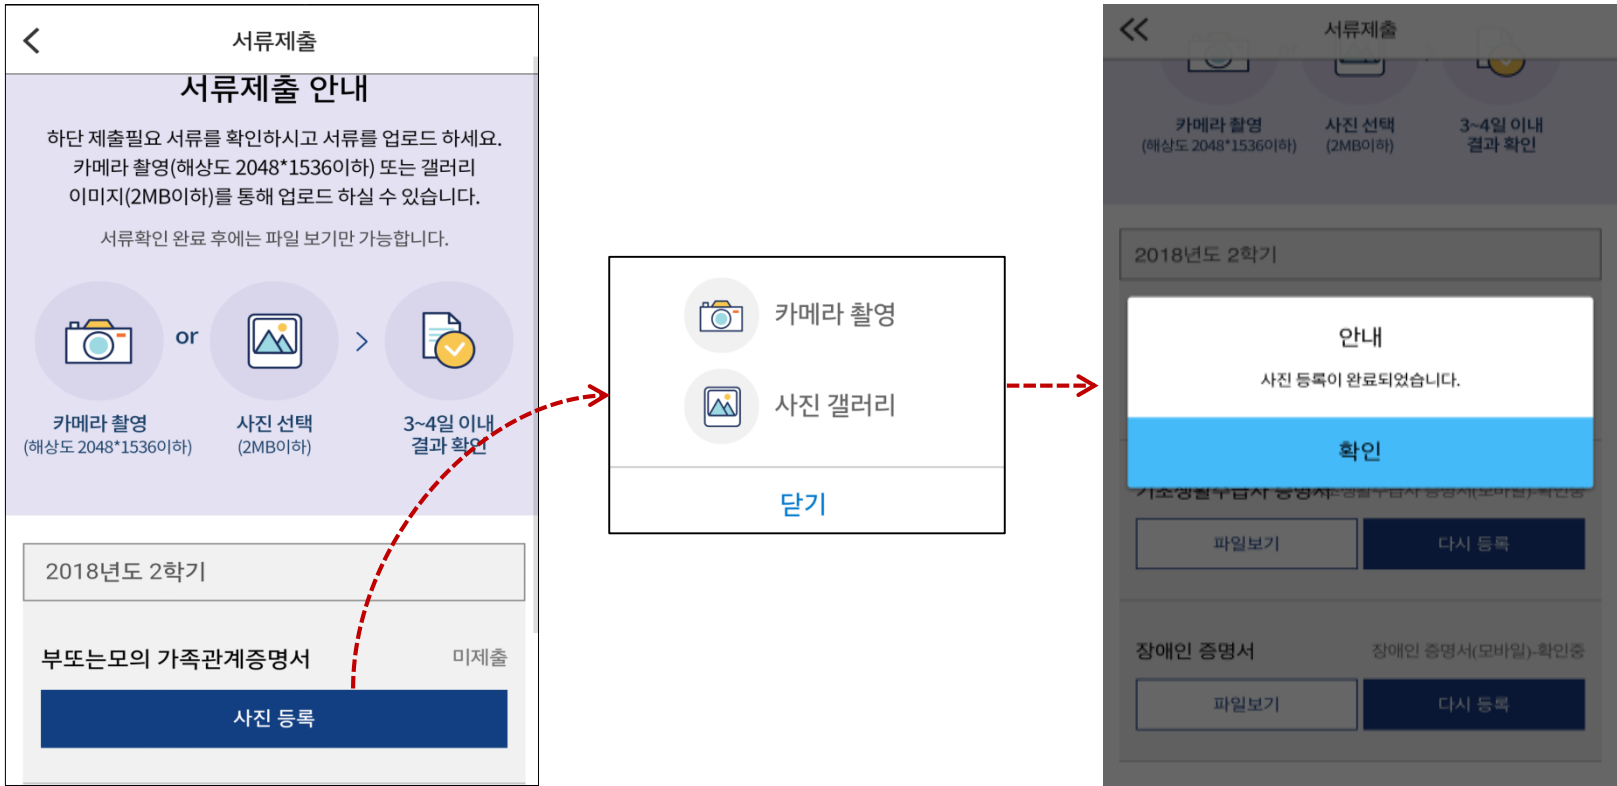 서류제출
서류제출 안내
하단 제출필요 서류를 확인하시고 서류를 업로드 하세요.
카메라 촬영(해상도 2048*1536이하) 또는 갤러리
이미지(2MB이하)를 통해 업로드 하실 수 있습니다.
서류확인 완료 후에는 파일 보기만 가능합니다.
or
>
카메라 촬영
(해상도 2048*1536이하)
사진 선택
(2MB이하)
3~4일 이내
결과 확인
2018년도 2학기
부또는모의 가족관계증명서
미제출
사진 등록
카메라 촬영
사진 갤러리
닫기
서류제출
카메라 촬영
(해상도 2048*1536이하)
사진 선택
(2MB이하)
3~4일 이내
결과 확인
2018년도 2학기
안내
사진 등록이 완료되었습니다.
확인
기초생활수급자 증명서
파일보기
다시 등록
장애인 증명서
장애인 증명서(모바일)-확인중
파일보기
다시 등록